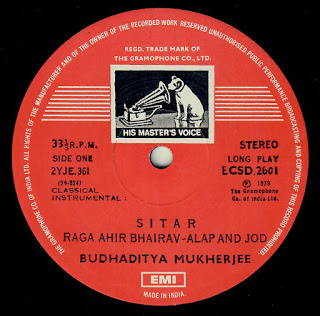 ALL RIGHTS OF THE MANUFACTURER AND OF THE OWNER OF THE RECORDED WORK RESERVED UNAUTHORISED PUBLIC PERFORMANCE, BROADCASTING AND COPYING OF THIS RECORD PROHIBITED
THE GRAMOPHONE CO. OF INDIA LTD.
REGD. TRADE MARK OF
THE GRAMOPHONE CO., LTD.
HIS MASTER'S VOICE
33⅓ R.P.M.
STEREO
SIDE ONE
LONG PLAY
2YJE.361
ECSD.2601
(54-894)
℗ 1979
CLASSICAL
The Gramophone
INSTRUMENTAL :
Co. of India Ltd.
SITAR
RAGA AHIR BHAIRAV-ALAP AND JOD
BUDHADITYA MUKHERJEE
EMI
MADE IN INDIA.